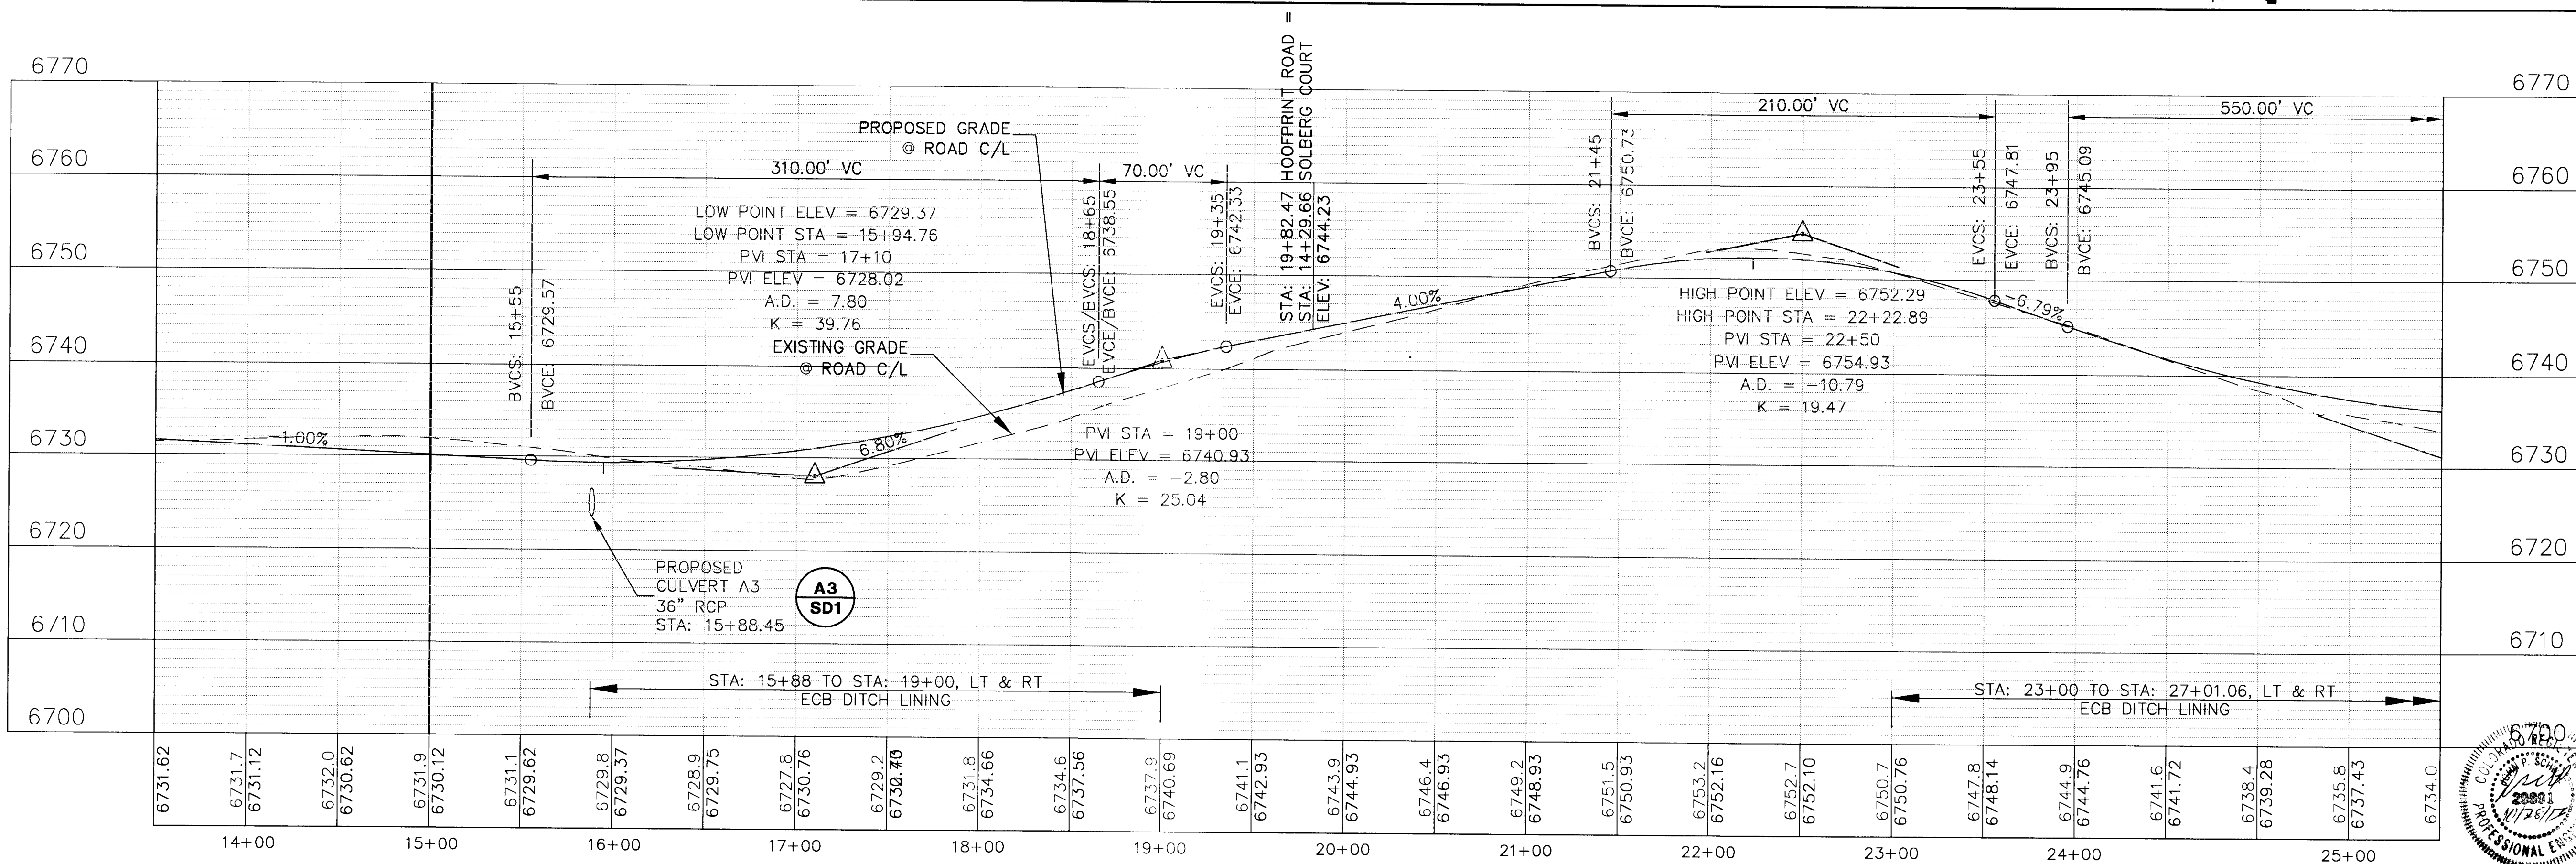 6770
6760
6750
6740
6730
6720
6710
6700
6770
6760
6750
6740
6730
6720
6710
6700
PROPOSED GRADE
@ ROAD C/L
310.00' VC
70.00' VC
210.00' VC
550.00' VC
LOW POINT ELEV = 6729.37
LOW POINT STA = 15+94.76
PVI STA = 17+10
PVI ELEV = 6728.02
A.D. = 7.80
K = 39.76
EXISTING GRADE
@ ROAD C/L
BVCS: 15+55
BVCE: 6729.57
EVCS/BVCS: 18+65
EVCE/BVCE: 6738.55
EVCS: 19+35
EVCE: 6742.33
STA: 19+82.47 HOOFPRINT ROAD =
STA: 14+29.66 SOLBERG COURT
ELEV: 6744.23
BVCS: 21+45
BVCE: 6750.73
EVCS: 23+55
EVCE: 6747.81
BVCS: 23+95
BVCE: 6745.09
-1.00%
6.80%
4.00%
-6.79%
PVI STA = 19+00
PVI ELEV = 6740.93
A.D. = -2.80
K = 25.04
HIGH POINT ELEV = 6752.29
HIGH POINT STA = 22+22.89
PVI STA = 22+50
PVI ELEV = 6754.93
A.D. = -10.79
K = 19.47
PROPOSED
CULVERT A3
36" RCP
STA: 15+88.45
A3
SD1
STA: 15+88 TO STA: 19+00, LT & RT
ECB DITCH LINING
STA: 23+00 TO STA: 27+01.06, LT & RT
ECB DITCH LINING
6731.62
6731.7
6731.12
6732.0
6730.62
6731.9
6730.12
6731.1
6729.62
6729.8
6729.37
6728.9
6729.75
6727.8
6730.76
6729.2
6731.8
6734.66
6734.6
6737.56
6737.9
6740.69
6741.1
6742.93
6743.9
6744.93
6746.4
6746.93
6749.2
6748.93
6751.5
6750.93
6753.2
6752.16
6752.7
6752.10
6750.7
6750.76
6747.8
6748.14
6744.9
6744.76
6741.6
6741.72
6738.4
6739.28
6735.8
6737.43
6734.0
14+00
15+00
16+00
17+00
18+00
19+00
20+00
21+00
22+00
23+00
24+00
25+00
COLORADO
PROFESSIONAL